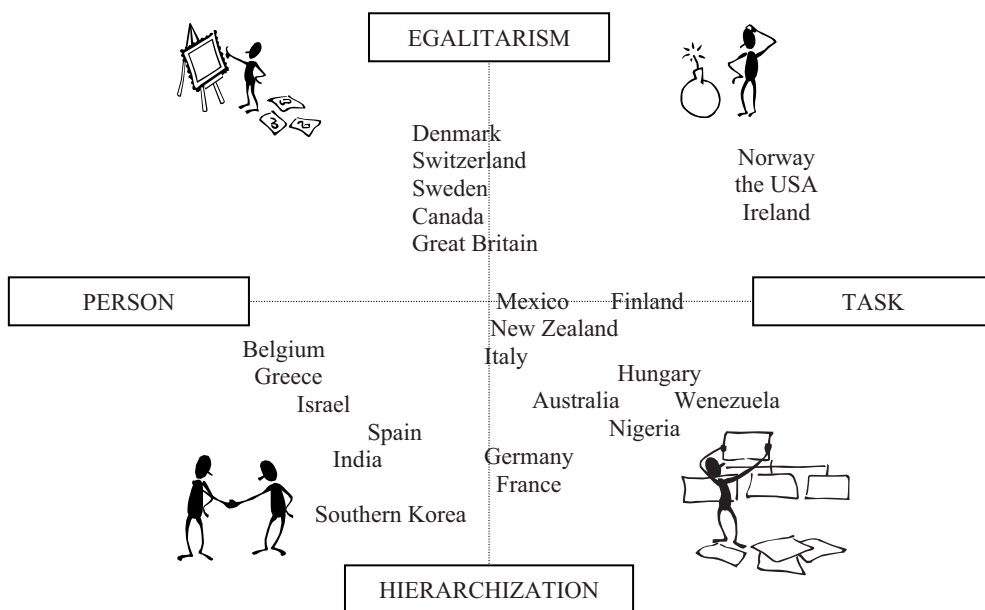 EGALITARISM
Denmark
Switzerland
Sweden
Canada
Great Britain
Norway
the USA
Ireland
PERSON
Mexico Finland
TASK
New Zealand
Italy
Belgium
Greece
Israel
Spain
India
Hungary
Australia Wenezuela
Nigeria
Germany
France
Southern Korea
HIERARCHIZATION